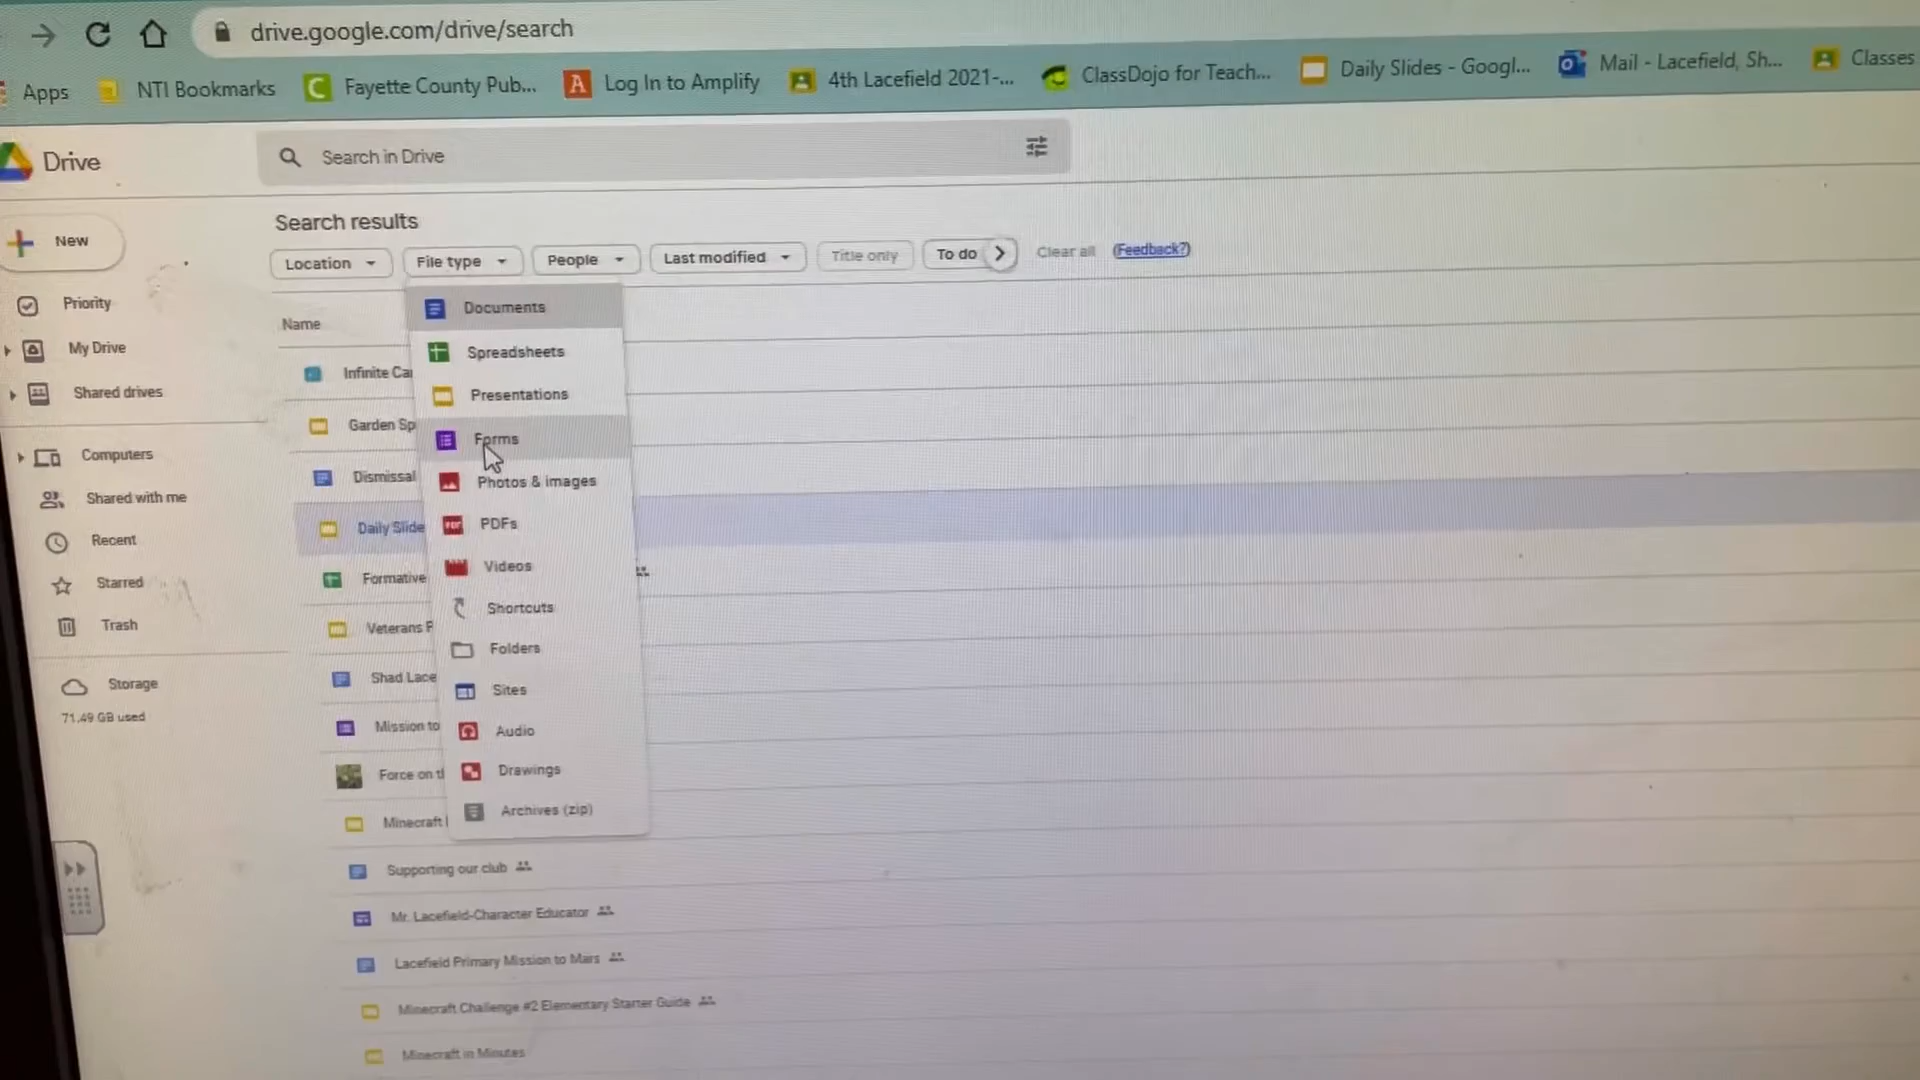 drive.google.com/drive/search
Apps NTI Bookmarks Fayette County Pub... Log In to Amplify 4th Lacefield 2021-... ClassDojo for Teach... Daily Slides - Googl... Mail - Lacefield, Sh... Classes
Drive Search in Drive
New
Search results
Location File type People Last modified Title only To do Clear all (Feedback?)
Priority
My Drive
Shared drives
Computers
Shared with me
Recent
Starred
Trash
Storage
71.49 GB used
Name
Infinite Ca
Garden Sp
Dismissal
Daily Slide
Formative
Veterans
Shad Lace
Mission to
Force on t
Minecraft
Supporting our club
Mr. Lacefield-Character Educator
Lacefield Primary Mission to Mars
Minecraft Challenge #2 Elementary Starter Guide
Minecraft in Minutes
Documents
Spreadsheets
Presentations
Forms
Photos & images
PDFs
Videos
Shortcuts
Folders
Sites
Audio
Drawings
Archives (zip)